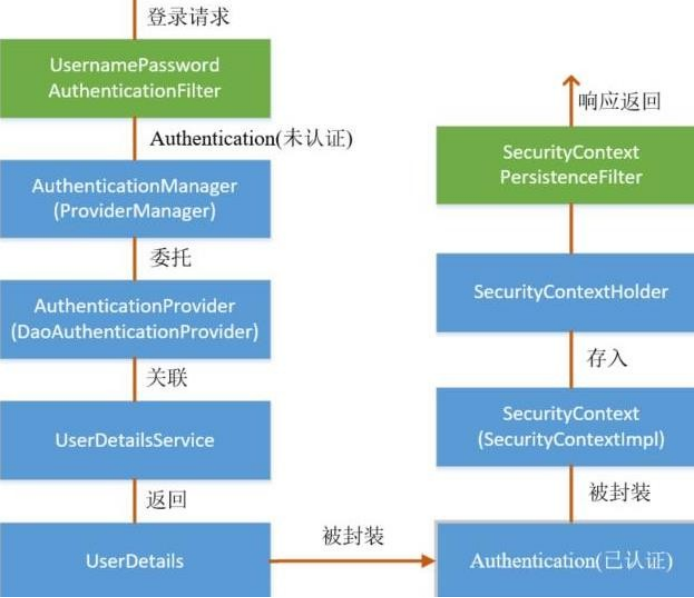 登录请求
UsernamePassword
AuthenticationFilter
Authentication(未认证)
AuthenticationManager
(ProviderManager)
委托
AuthenticationProvider
(DaoAuthenticationProvider)
关联
UserDetailsService
返回
UserDetails
被封装
Authentication(已认证)
被封装
SecurityContext
(SecurityContextImpl)
存入
SecurityContextHolder
SecurityContext
PersistenceFilter
响应返回